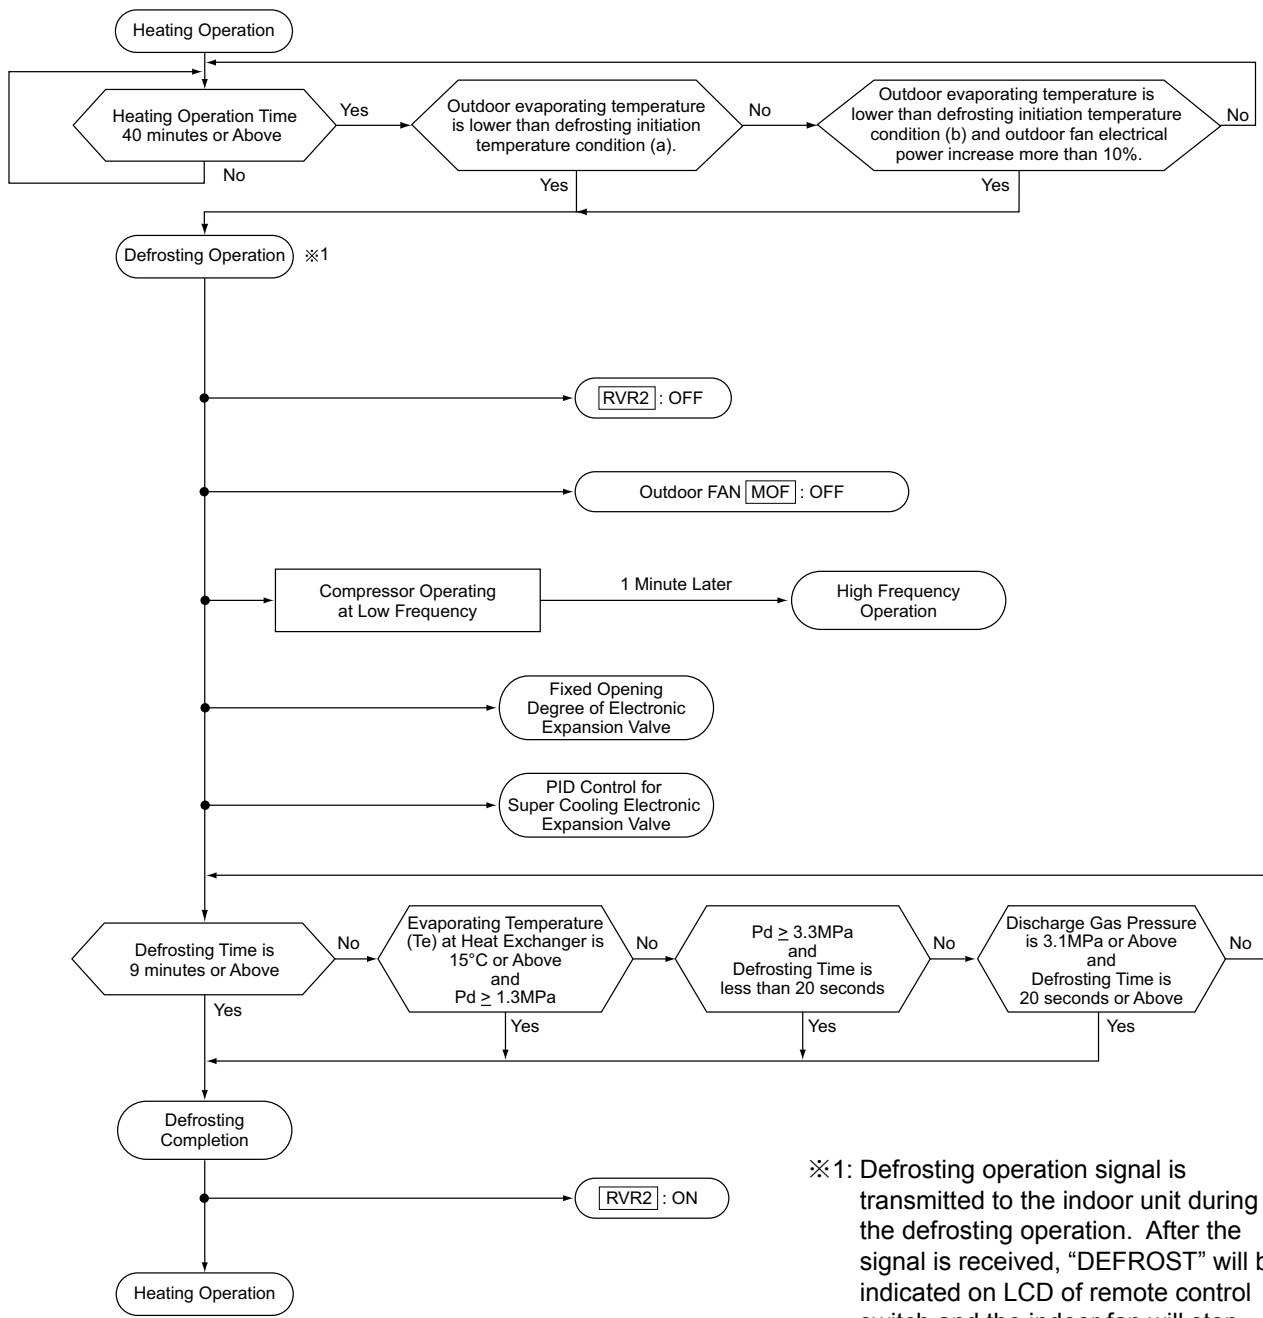 Heating Operation
Heating Operation Time
40 minutes or Above
Yes
No
Outdoor evaporating temperature
is lower than defrosting initiation
temperature condition (a).
No
Yes
Outdoor evaporating temperature is
lower than defrosting initiation temperature
condition (b) and outdoor fan electrical
power increase more than 10%.
No
Yes
Defrosting Operation ※1
RVR2 : OFF
Outdoor FAN MOF : OFF
Compressor Operating
at Low Frequency
1 Minute Later
High Frequency
Operation
Fixed Opening
Degree of Electronic
Expansion Valve
PID Control for
Super Cooling Electronic
Expansion Valve
Defrosting Time is
9 minutes or Above
No
Yes
Evaporating Temperature
(Te) at Heat Exchanger is
15°C or Above
and
Pd ≥ 1.3MPa
No
Yes
Pd ≥ 3.3MPa
and
Defrosting Time is
less than 20 seconds
No
Yes
Discharge Gas Pressure
is 3.1MPa or Above
and
Defrosting Time is
20 seconds or Above
No
Yes
Defrosting
Completion
RVR2 : ON
Heating Operation
※1: Defrosting operation signal is
transmitted to the indoor unit during
the defrosting operation. After the
signal is received, “DEFROST” will
indicated on LCD of remote control
switch and the indoor fan will stop